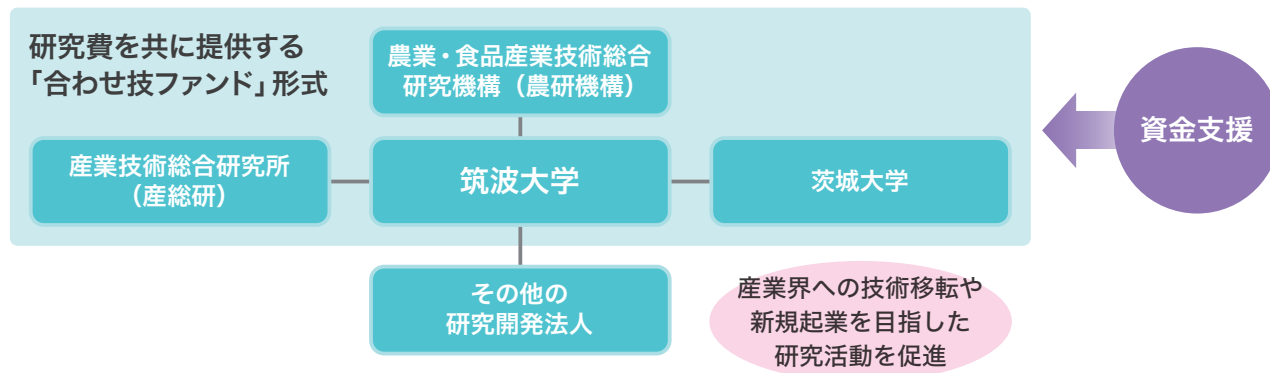 研究費を共に提供する
「合わせ技ファンド」形式
農業・食品産業技術総合
研究機構（農研機構）
資金支援
産業技術総合研究所
（産総研）
筑波大学
茨城大学
その他の
研究開発法人
産業界への技術移転や
新規起業を目指した
研究活動を促進